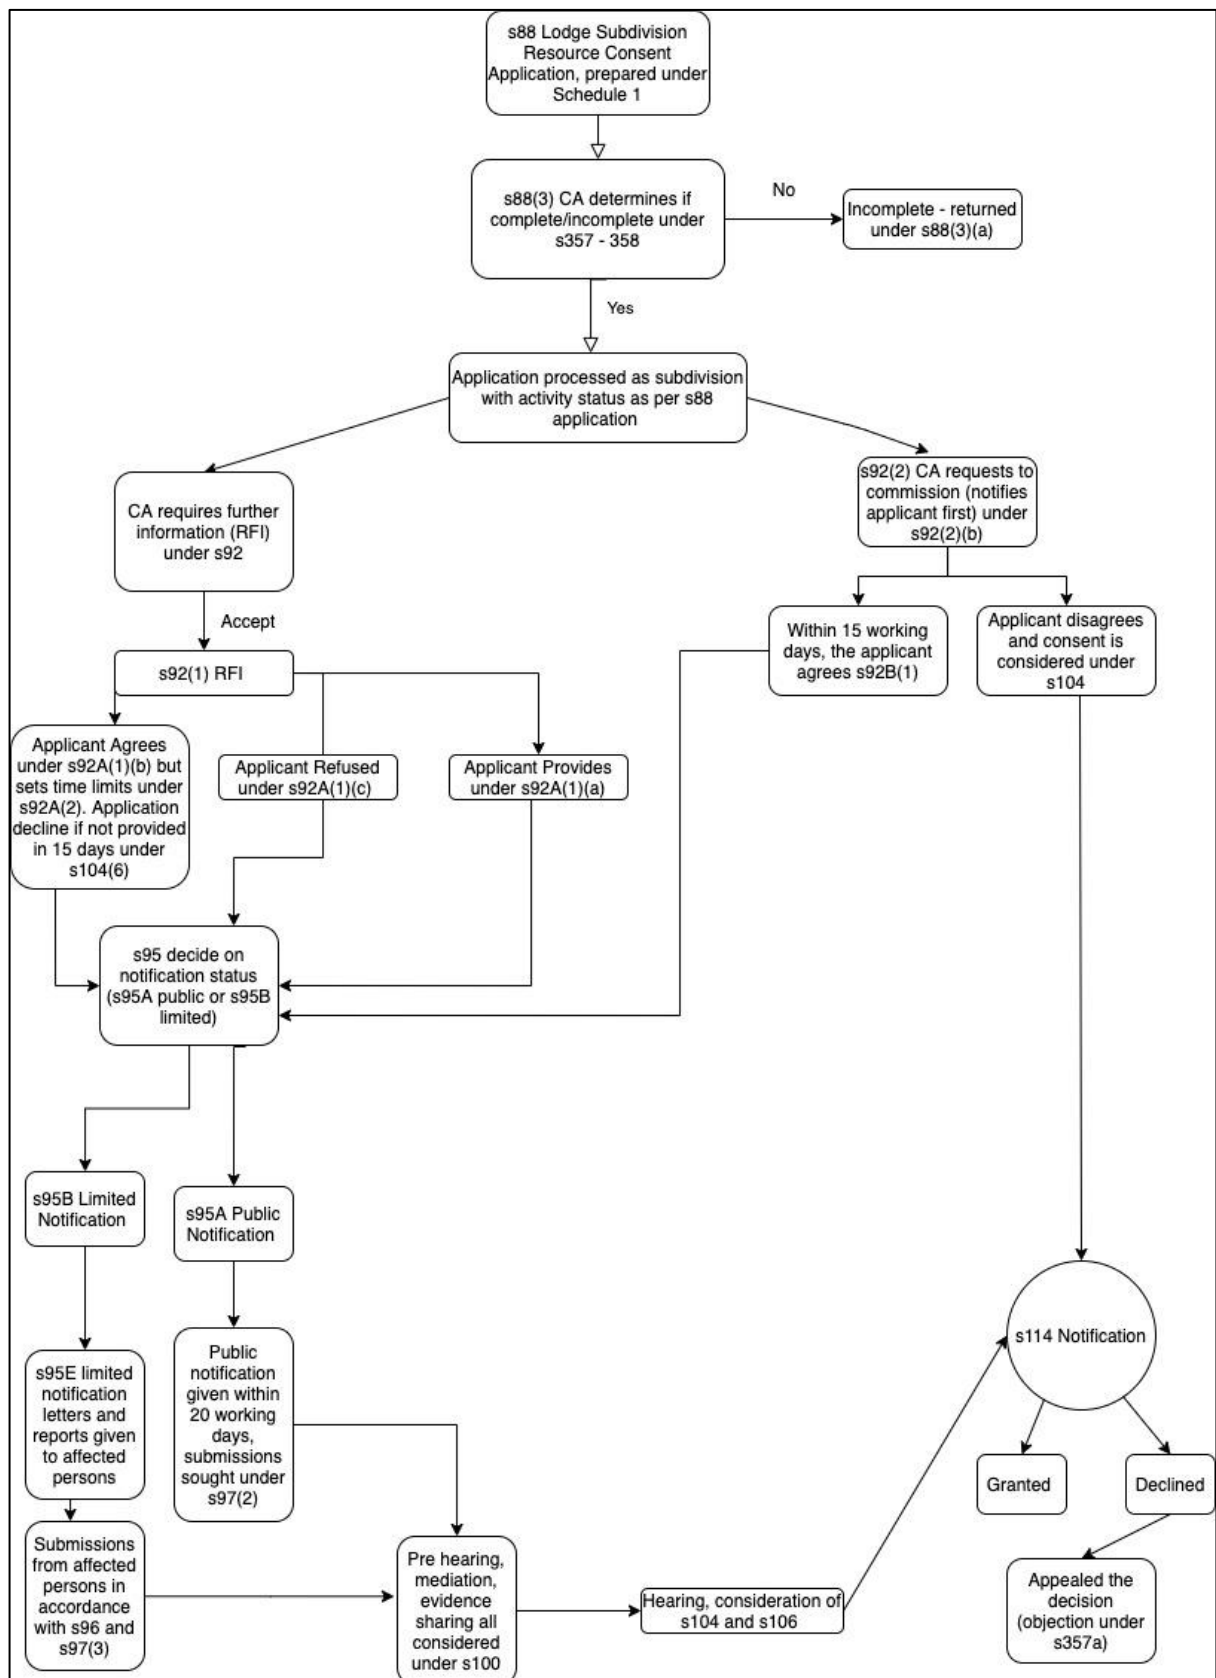 s88 Lodge Subdivision
Resource Consent
Application, prepared under
Schedule 1
s88(3) CA determines if
complete/incomplete under
s357 - 358
No
Incomplete - returned
under s88(3)(a)
Yes
Application processed as subdivision
with activity status as per s88
application
CA requires further
information (RFI)
under s92
s92(2) CA requests to
commission (notifies
applicant first) under
s92(2)(b)
Accept
s92(1) RFI
Within 15 working
days, the applicant
agrees s92B(1)
Applicant disagrees
and consent is
considered under
s104
Applicant Agrees
under s92A(1)(b) but
sets time limits under
s92A(2). Application
decline if not provided
in 15 days under
s104(6)
Applicant Refused
under s92A(1)(c)
Applicant Provides
under s92A(1)(a)
s95 decide on
notification status
(s95A public or s95B
limited)
s95B Limited
Notification
s95A Public
Notification
s95E limited
notification
letters and
reports given
to affected
persons
Public
notification
given within
20 working
days,
submissions
sought under
s97(2)
s114 Notification
Granted
Declined
Submissions
from affected
persons in
accordance
with s96 and
s97(3)
Pre hearing,
mediation,
evidence
sharing all
considered
under s100
Hearing, consideration of
s104 and s106
Appealed the
decision
(objection under
s357a)